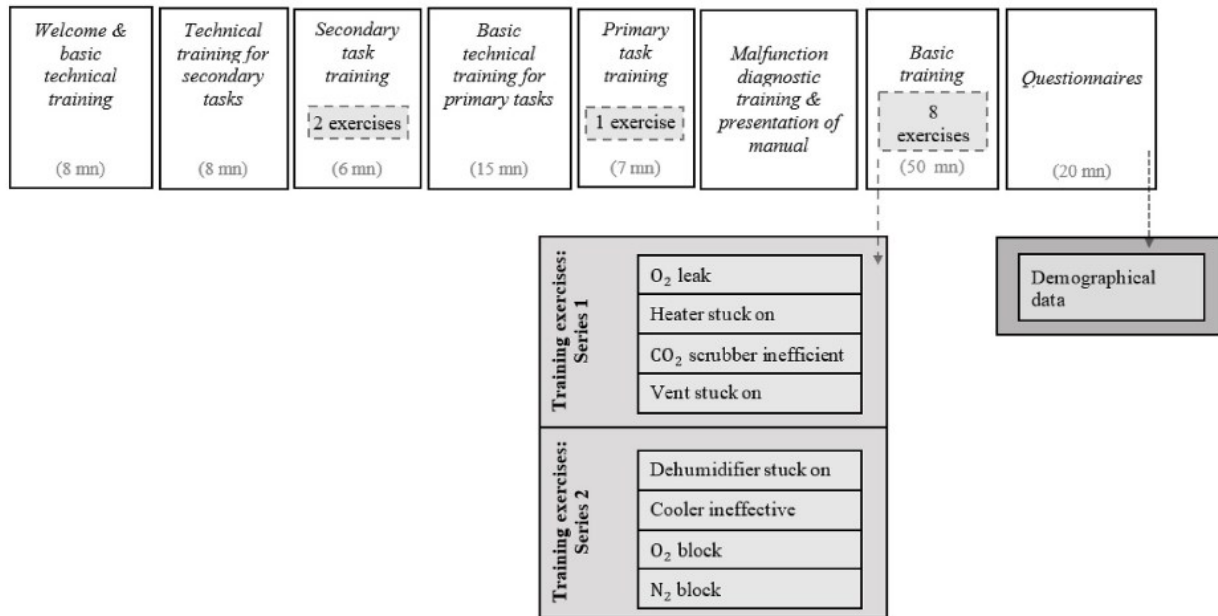 Welcome &
basic
technical
training
(8 mn)
Technical
training for
secondary
tasks
(8 mn)
Secondary
task
training
2 exercises
(6 mn)
Basic
technical
training for
primary tasks
(15 mn)
Primary
task
training
1 exercise
(7 mn)
Malfunction
diagnostic
training &
presentation of
manual
Basic
training
8
exercises
(50 mn)
Questionnaires
(20 mn)
Training exercises:
Series 1
O₂ leak
Heater stuck on
CO₂ scrubber inefficient
Vent stuck on
Training exercises:
Series 2
Dehumidifier stuck on
Cooler ineffective
O₂ block
N₂ block
Demographical
data